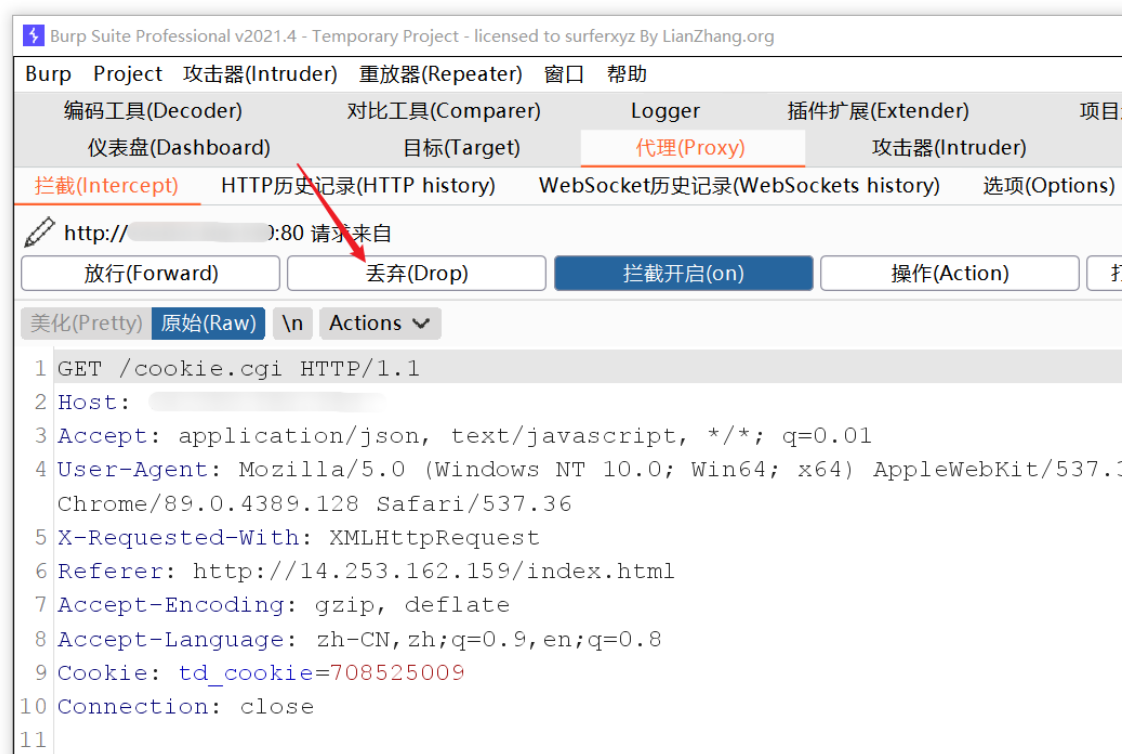 Burp Suite Professional v2021.4 - Temporary Project - licensed to surferxyz By LianZhang.org
Burp Project 攻击器(Intruder) 重放器(Repeater) 窗口 帮助
编码工具(Decoder) 对比工具(Comparer) Logger 插件扩展(Extender) 项目
仪表盘(Dashboard) 目标(Target) 代理(Proxy) 攻击器(Intruder)
拦截(Intercept) HTTP历史记录(HTTP history) WebSocket历史记录(WebSockets history) 选项(Options)
http:// :80 请求来自
放行(Forward) 丢弃(Drop) 拦截开启(on) 操作(Action)
美化(Pretty) 原始(Raw) \n Actions
1 GET /cookie.cgi HTTP/1.1
2 Host:
3 Accept: application/json, text/javascript, */*; q=0.01
4 User-Agent: Mozilla/5.0 (Windows NT 10.0; Win64; x64) AppleWebKit/537.3
Chrome/89.0.4389.128 Safari/537.36
5 X-Requested-With: XMLHttpRequest
6 Referer: http://14.253.162.159/index.html
7 Accept-Encoding: gzip, deflate
8 Accept-Language: zh-CN,zh;q=0.9,en;q=0.8
9 Cookie: td_cookie=708525009
10 Connection: close
11